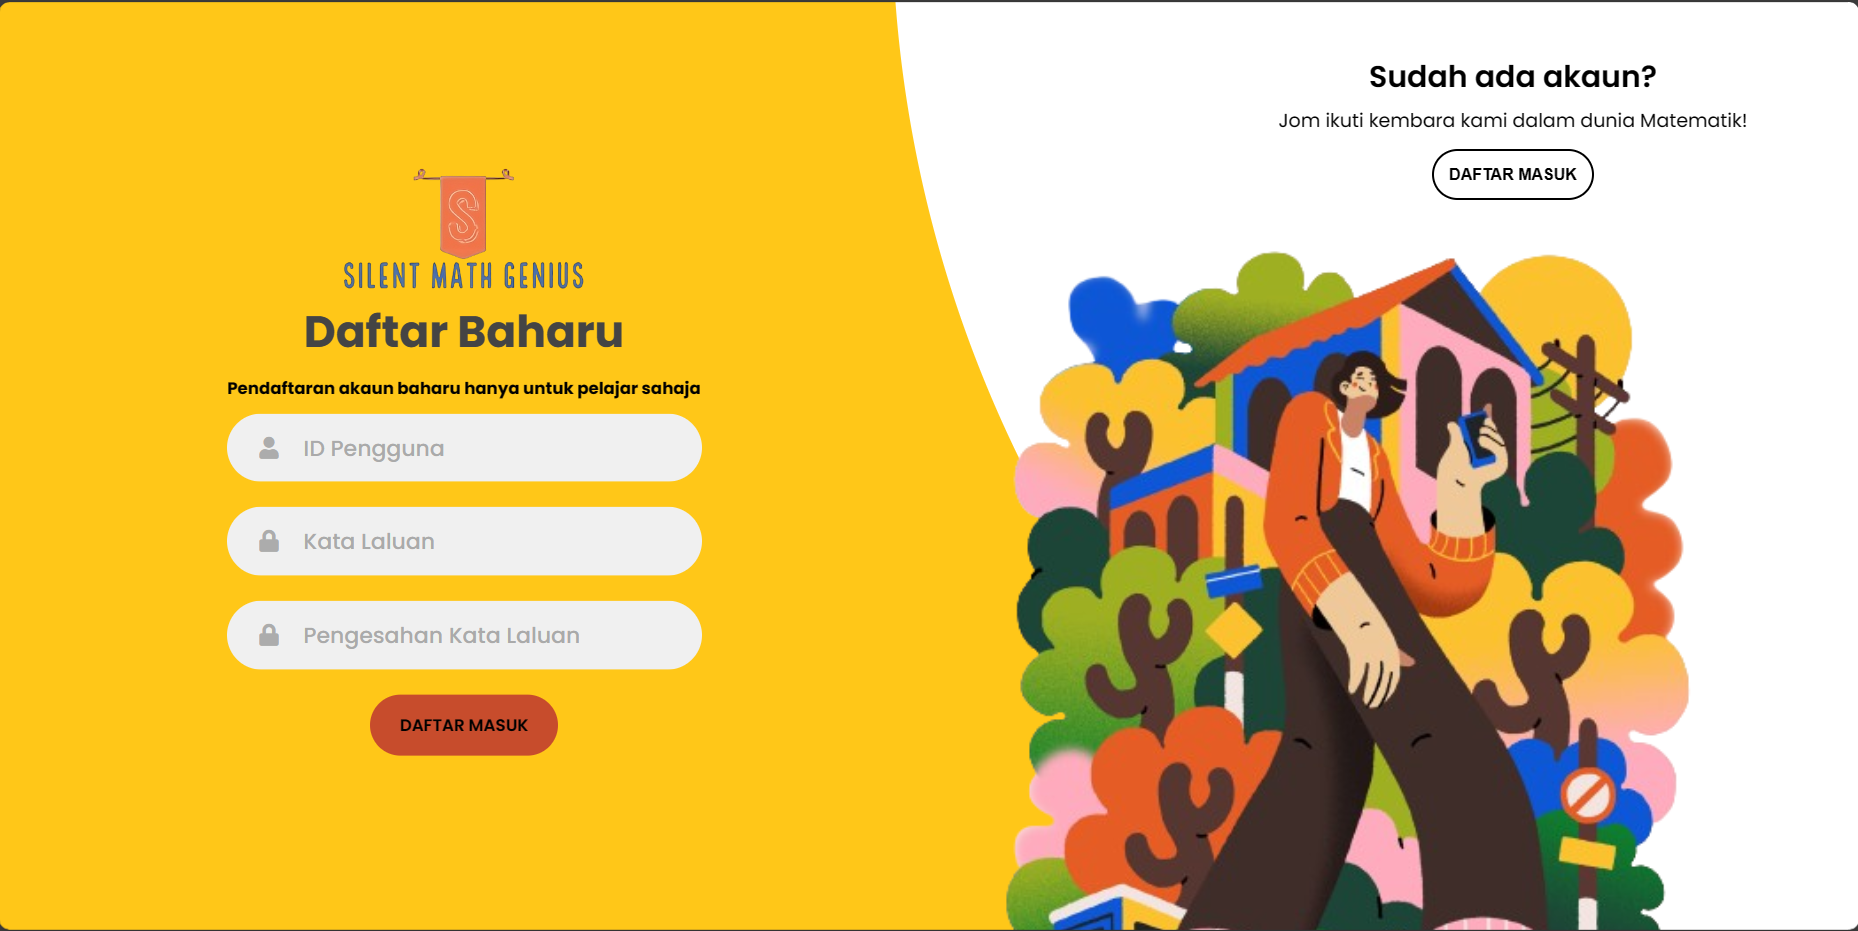 SILENT MATH GENIUS
Daftar Baharu
Pendaftaran akaun baharu hanya untuk pelajar sahaja
ID Pengguna
Kata Laluan
Pengesahan Kata Laluan
DAFTAR MASUK
Sudah ada akaun?
Jom ikuti kembara kami dalam dunia Matematik!
DAFTAR MASUK